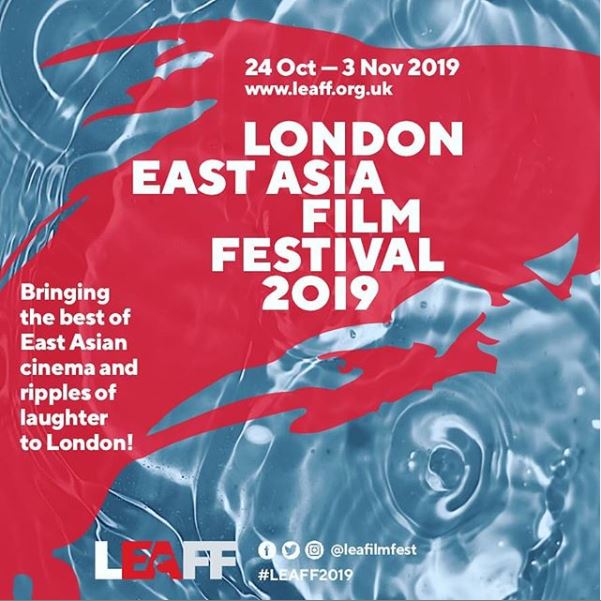 24 Oct — 3 Nov 2019
www.leaff.org.uk
LONDON
EAST ASIA
FILM
FESTIVAL
2019
Bringing
the best of
East Asian
cinema and
ripples of
laughter
to London!
LEAFF
@leafilmfest
#LEAFF2019